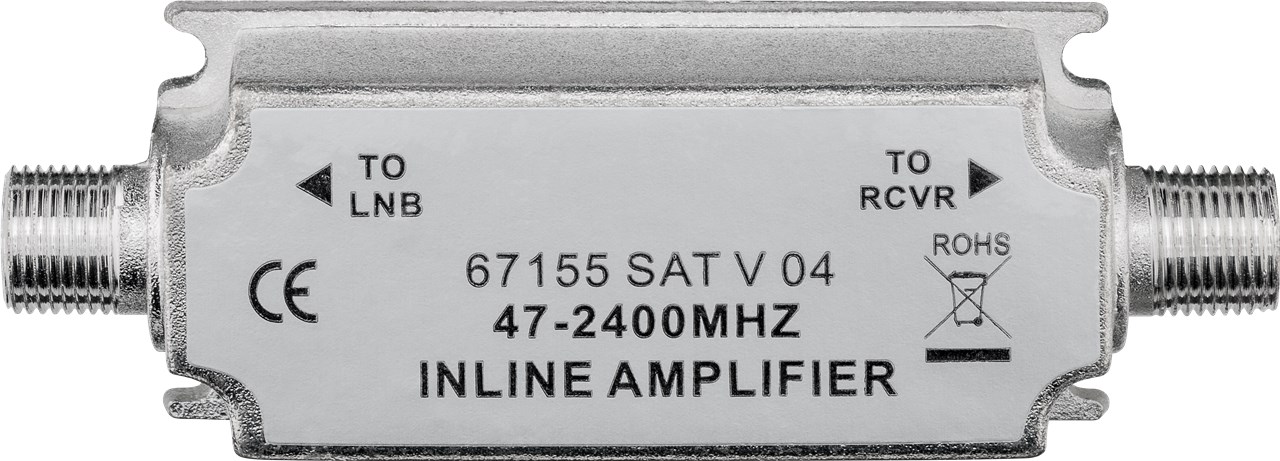 TO
LNB
TO
RCVR
67155 SAT V 04
47-2400MHZ
INLINE AMPLIFIER
CE
ROHS